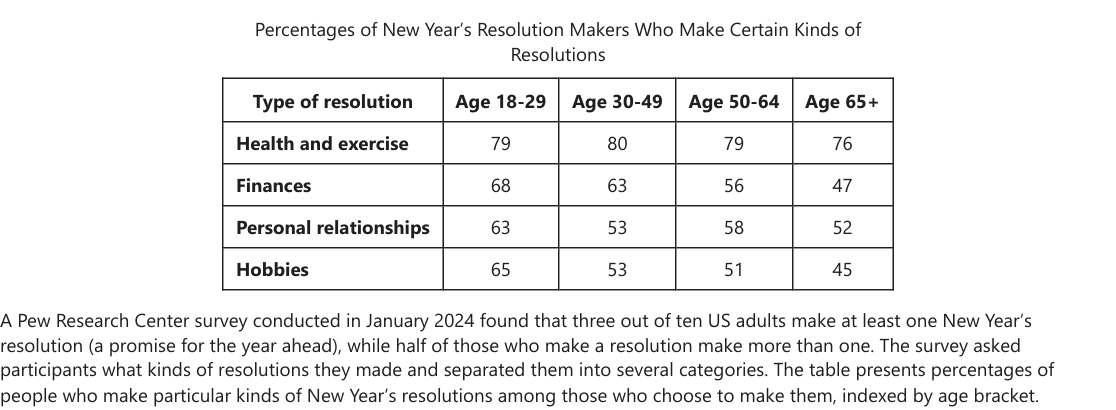 Percentages of New Year’s Resolution Makers Who Make Certain Kinds of
Resolutions
Type of resolution Age 18-29 Age 30-49 Age 50-64 Age 65+
Health and exercise 79 80 79 76
Finances 68 63 56 47
Personal relationships 63 53 58 52
Hobbies 65 53 51 45
A Pew Research Center survey conducted in January 2024 found that three out of ten US adults make at least one New Year’s
resolution (a promise for the year ahead), while half of those who make a resolution make more than one. The survey asked
participants what kinds of resolutions they made and separated them into several categories. The table presents percentages of
people who make particular kinds of New Year’s resolutions among those who choose to make them, indexed by age bracket.